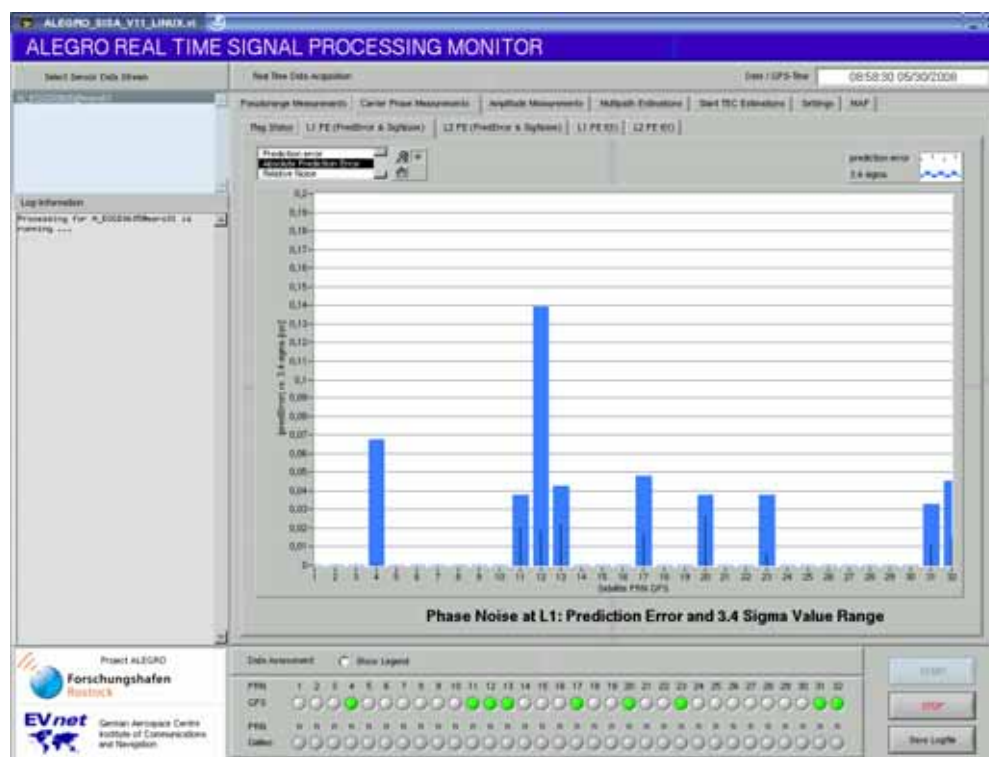 ALEGRO_SISA_V11_LINUX.vi
ALEGRO REAL TIME SIGNAL PROCESSING MONITOR
Select Sensor Data Stream
Real Time Data Acquisition
Date / GPS-Time
08:58:30 05/30/2008
Pseudorange Measurements
Carrier Phase Measurements
Amplitude Measurements
Multipath Estimations
Slant TEC Estimations
Settings
MAP
Flag Status
L1 PE (PredError & SigNoise)
L2 PE (PredError & SigNoise)
L1 PE f(t)
L2 PE f(t)
Prediction error
Absolute Prediction Error
Relative Noise
prediction error
3.4 sigma
Log Information
Processing for
is
running ...
0,2
0,19
0,18
0,17
0,16
0,15
0,14
0,13
0,12
0,11
0,1
0,09
0,08
0,07
0,06
0,05
0,04
0,03
0,02
0,01
0
|predError| vs. 3.4 sigma
1 2 3 4 5 6 7 8 9 10 11 12 13 14 15 16 17 18 19 20 21 22 23 24 25 26 27 28 29 30 31 32
Satellite PRN GPS
Phase Noise at L1: Prediction Error and 3.4 Sigma Value Range
Project ALEGRO
Forschungshafen
Rostock
EVnet
German Aerospace Centre
Institute of Communications
and Navigation
Data Assessment
Show Legend
PRN 1 2 3 4 5 6 7 8 9 10 11 12 13 14 15 16 17 18 19 20 21 22 23 24 25 26 27 28 29 30 31 32
GPS
PRN
Galileo
START
STOP
Save Logfile